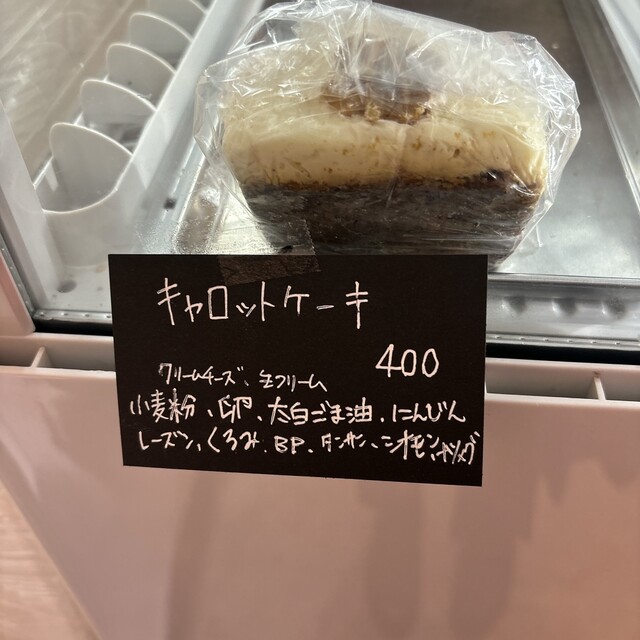 キャロットケーキ
400
クリームチーズ、生クリーム
小麦粉、卵、太白ごま油、にんじん
レーズン、くるみ、BP、タンサン、シナモン、ナツメグ